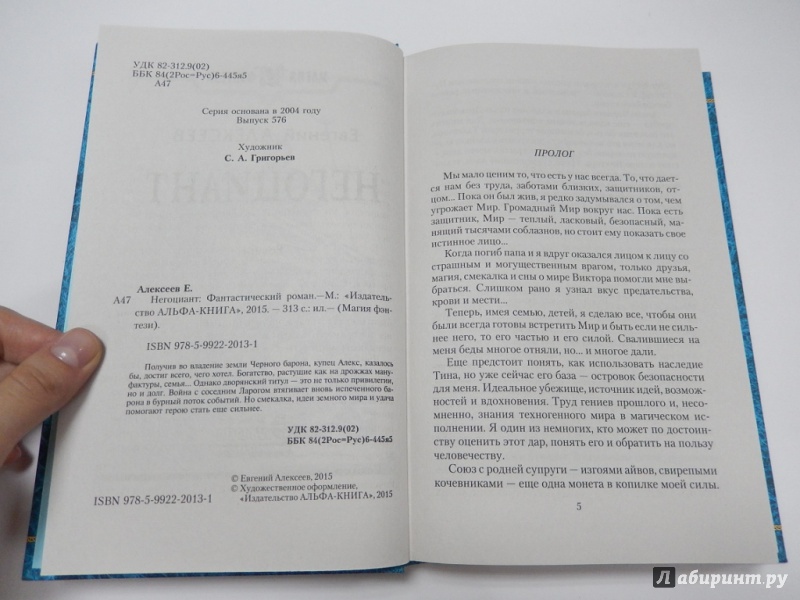 УДК 82-312.9(02)
ББК 84(2Рос=Рус)6-445я5
А47
Серия основана в 2004 году
Выпуск 576
Художник
С. А. Григорьев
Алексеев Е.
А47 Негоциант: Фантастический роман.— М.: «Издатель-
ство АЛЬФА-КНИГА», 2015. — 313 с.: ил.— (Магия фэн-
тези).
ISBN 978-5-9922-2013-1
Получив во владение земли Черного барона, купец Алекс, казалось
бы, достиг всего, чего хотел. Богатство, растущие как на дрожжах ману-
фактуры, семья... Однако дворянский титул — это не только привилегии,
но и долг. Война с соседним Ларогом втягивает вновь испеченного ба-
рона в бурный поток событий. Но смекалка, идеи земного мира и удача
помогают герою стать еще сильнее.
УДК 82-312.9(02)
ББК 84(2Рос=Рус)6-445я5
© Евгений Алексеев, 2015
© Художественное оформление,
«Издательство АЛЬФА-КНИГА», 2015
ISBN 978-5-9922-2013-1
ПРОЛОГ
Мы мало ценим то, что есть у нас всегда. То, что дает-
ся нам без труда, заботами близких, защитников, от-
цом... Пока он был жив, я редко задумывался о том, чем
угрожает Мир. Громадный Мир вокруг нас. Пока есть
защитник, Мир — теплый, ласковый, безопасный, ма-
нящий тысячами соблазнов, но стоит ему показать свое
истинное лицо...
Когда погиб папа и я вдруг оказался лицом к лицу со
страшным и могущественным врагом, только друзья,
магия, смекалка и сны о мире Виктора помогли мне вы-
браться. Слишком рано я узнал вкус предательства,
крови и мести...
Теперь, имея семью, детей, я сделаю все, чтобы они
были всегда готовы встретить Мир и быть если не силь-
нее него, то его частью и его силой. Свалившиеся на
меня беды многое отняли, но... и многое дали.
Еще предстоит понять, как использовать наследие
Тина, но уже сейчас его база — островок безопасности
для меня. Идеальное убежище, источник идей, возмож-
ностей и вдохновения. Труд гениев прошлого и, несо-
мненно, знания техногенного мира в магическом ис-
полнении. Я один из немногих, кто может по достоин-
ству оценить этот дар, понять его и обратить на пользу
человечеству.
Союз с родней супруги — изгоями айвов, свирепыми
кочевниками — еще одна монета в копилке моей силы.
5
Лабиринт.ру